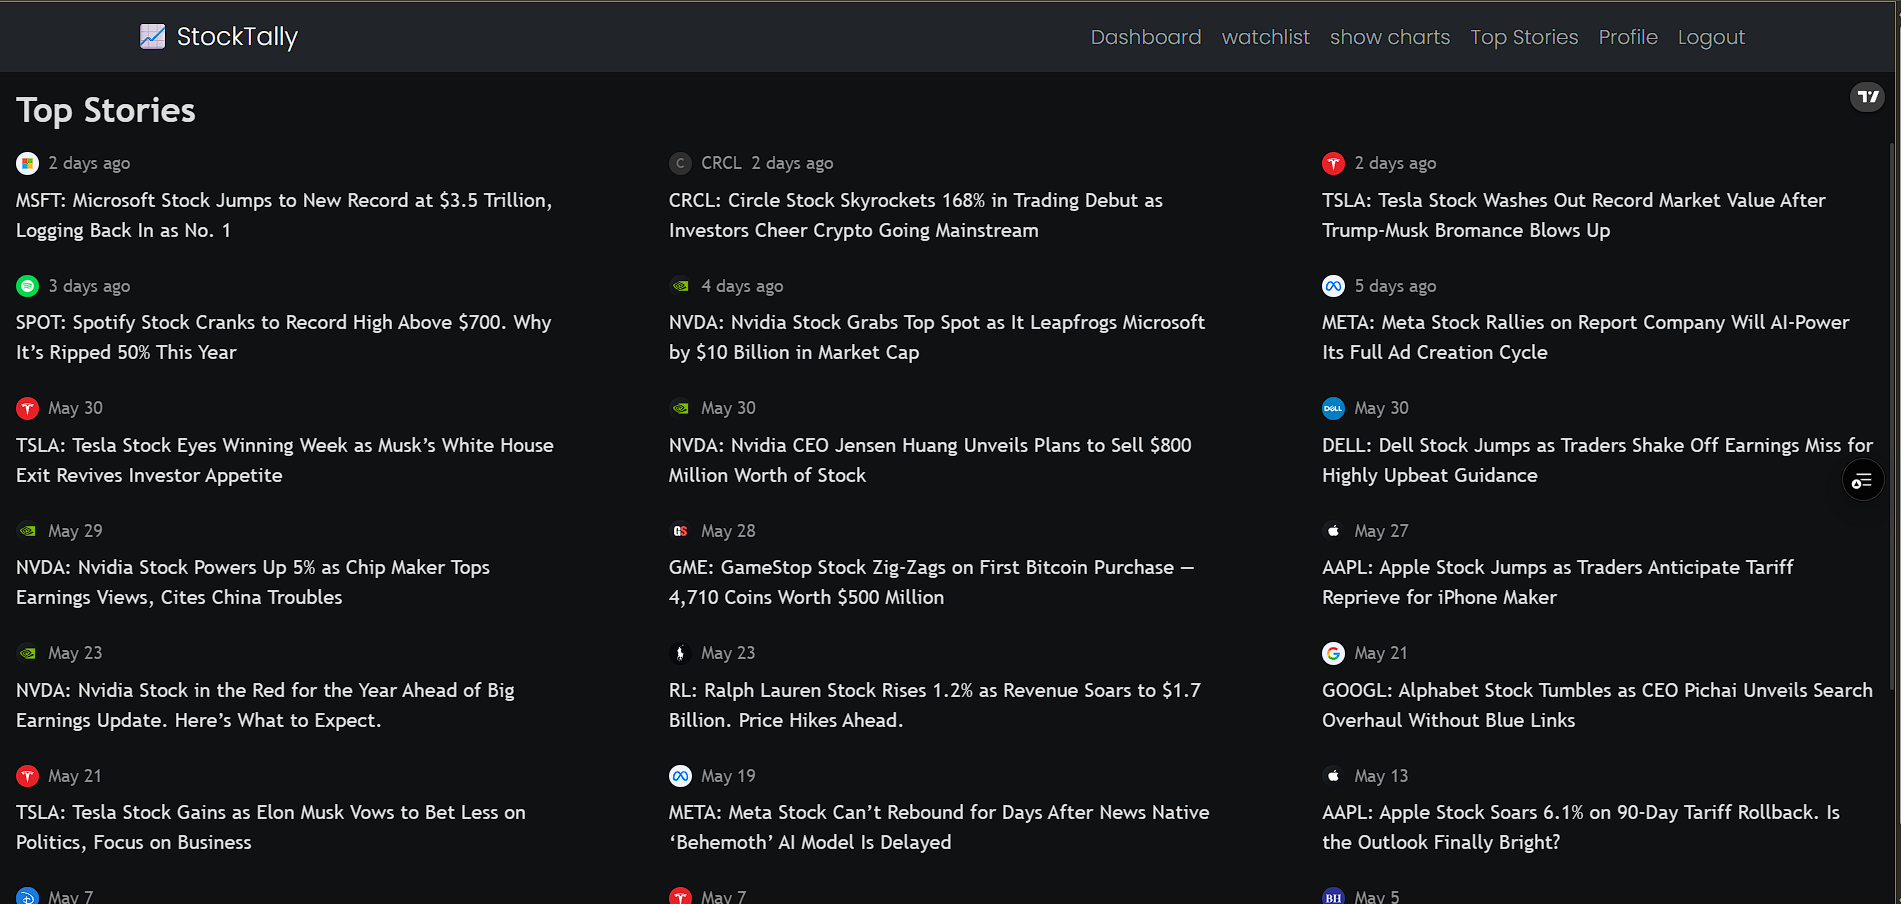 StockTally
Dashboard watchlist show charts Top Stories Profile Logout
Top Stories
2 days ago
MSFT: Microsoft Stock Jumps to New Record at $3.5 Trillion,
Logging Back In as No. 1
C CRCL 2 days ago
CRCL: Circle Stock Skyrockets 168% in Trading Debut as
Investors Cheer Crypto Going Mainstream
2 days ago
TSLA: Tesla Stock Washes Out Record Market Value After
Trump-Musk Bromance Blows Up
3 days ago
SPOT: Spotify Stock Cranks to Record High Above $700. Why
It’s Ripped 50% This Year
4 days ago
NVDA: Nvidia Stock Grabs Top Spot as It Leapfrogs Microsoft
by $10 Billion in Market Cap
5 days ago
META: Meta Stock Rallies on Report Company Will AI-Power
Its Full Ad Creation Cycle
May 30
TSLA: Tesla Stock Eyes Winning Week as Musk’s White House
Exit Revives Investor Appetite
May 30
NVDA: Nvidia CEO Jensen Huang Unveils Plans to Sell $800
Million Worth of Stock
DELL May 30
DELL: Dell Stock Jumps as Traders Shake Off Earnings Miss for
Highly Upbeat Guidance
May 29
NVDA: Nvidia Stock Powers Up 5% as Chip Maker Tops
Earnings Views, Cites China Troubles
GS May 28
GME: GameStop Stock Zig-Zags on First Bitcoin Purchase —
4,710 Coins Worth $500 Million
May 27
AAPL: Apple Stock Jumps as Traders Anticipate Tariff
Reprieve for iPhone Maker
May 23
NVDA: Nvidia Stock in the Red for the Year Ahead of Big
Earnings Update. Here’s What to Expect.
May 23
RL: Ralph Lauren Stock Rises 1.2% as Revenue Soars to $1.7
Billion. Price Hikes Ahead.
G May 21
GOOGL: Alphabet Stock Tumbles as CEO Pichai Unveils Search
Overhaul Without Blue Links
May 21
TSLA: Tesla Stock Gains as Elon Musk Vows to Bet Less on
Politics, Focus on Business
May 19
META: Meta Stock Can’t Rebound for Days After News Native
‘Behemoth’ AI Model Is Delayed
May 13
AAPL: Apple Stock Soars 6.1% on 90-Day Tariff Rollback. Is
the Outlook Finally Bright?
May 7
May 7
BH May 5